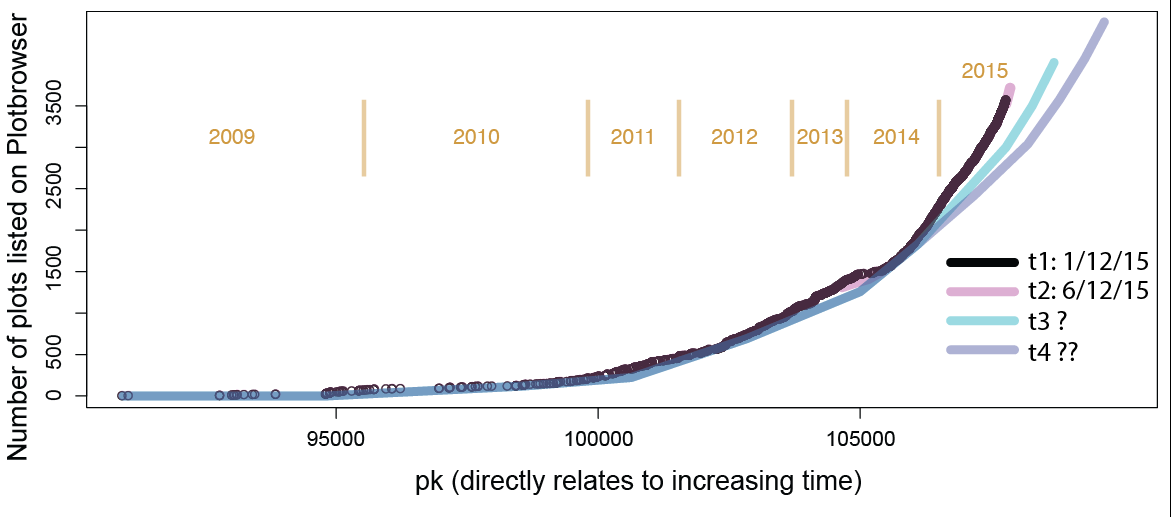 Number of plots listed on Plotbrowser
3500
2500
1500
500
0
2009
2010
2011
2012
2013
2014
2015
t1: 1/12/15
t2: 6/12/15
t3 ?
t4 ??
95000
100000
105000
pk (directly relates to increasing time)